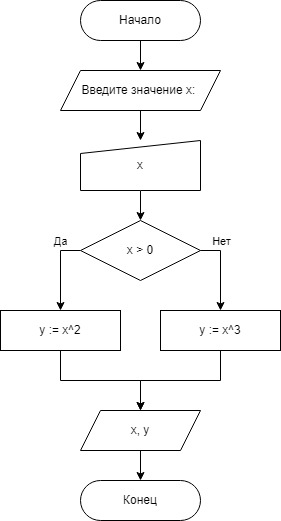 Начало
Введите значение x:
x
Да
Нет
x > 0
y := x^2
y := x^3
x, y
Конец